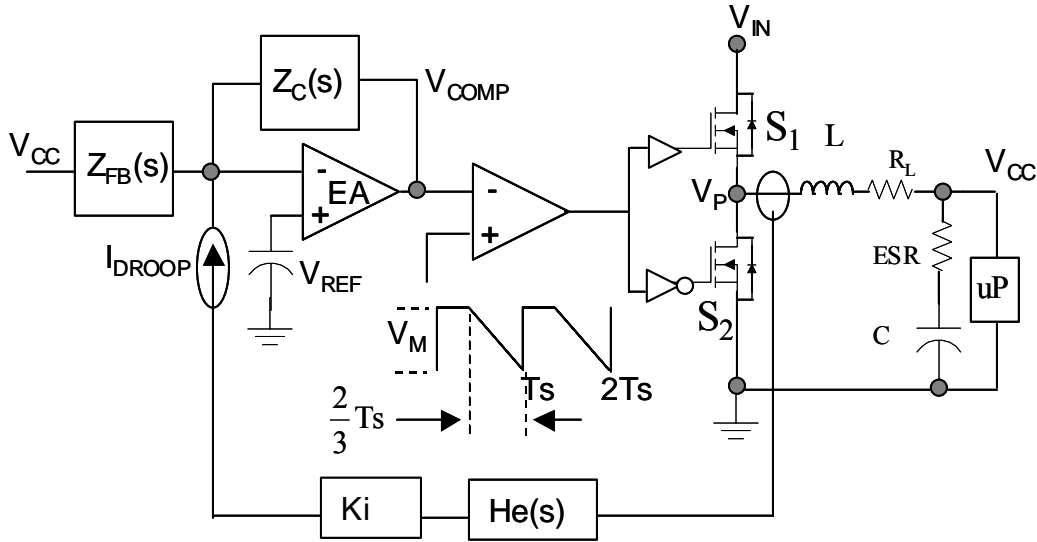 V_IN
Z_C(s)
V_COMP
V_CC
Z_FB(s)
-
EA
+
-
+
S_1
L
R_L
V_CC
V_P
I_DROOP
V_REF
ESR
uP
S_2
C
V_M
Ts
2Ts
2/3 Ts
Ki
He(s)